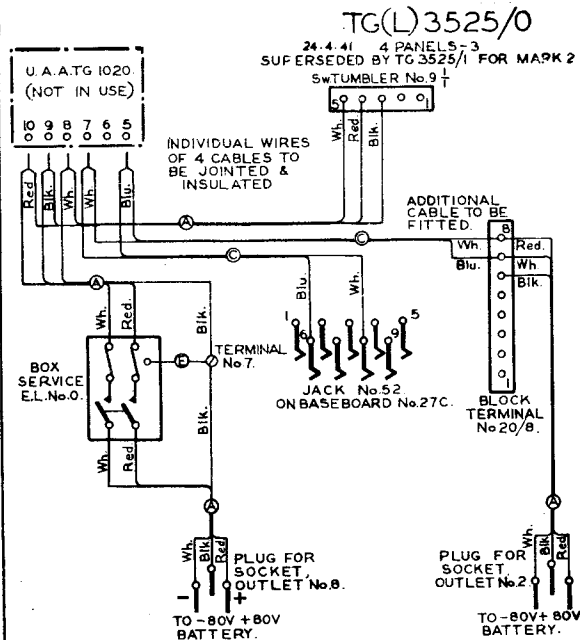 TG(L)3525/0
24.4.41 4 PANELS-3
SUPERSEDED BY TG 3525/1 FOR MARK 2
U.A.A.TG 1020.
(NOT IN USE)
10 9 8 7 6 5
SW.TUMBLER No.9 1/1
5 1
Wh. Red. Blk.
INDIVIDUAL WIRES
OF 4 CABLES TO
BE JOINTED &
INSULATED
Red Blk. Wh. Wh. Blu.
A
ADDITIONAL
CABLE TO BE
FITTED.
8
C
C
Wh. Red.
Blu. Wh.
Blk.
A
Wh. Red. Blk.
Blu. Wh.
1 6 9 5
BOX
SERVICE
E.L.No.O.
E
TERMINAL
No 7.
JACK No.52
ON BASEBOARD No.27C.
1
BLOCK
TERMINAL
No 20/8.
Wh. Red Blk.
A
A
Wh. Blk Red
PLUG FOR
SOCKET,
OUTLET No.8.
- +
TO -80V +80V
BATTERY.
Wh. Blk Red
PLUG FOR
SOCKET,
OUTLET No.2.
TO -80V +80V
BATTERY.